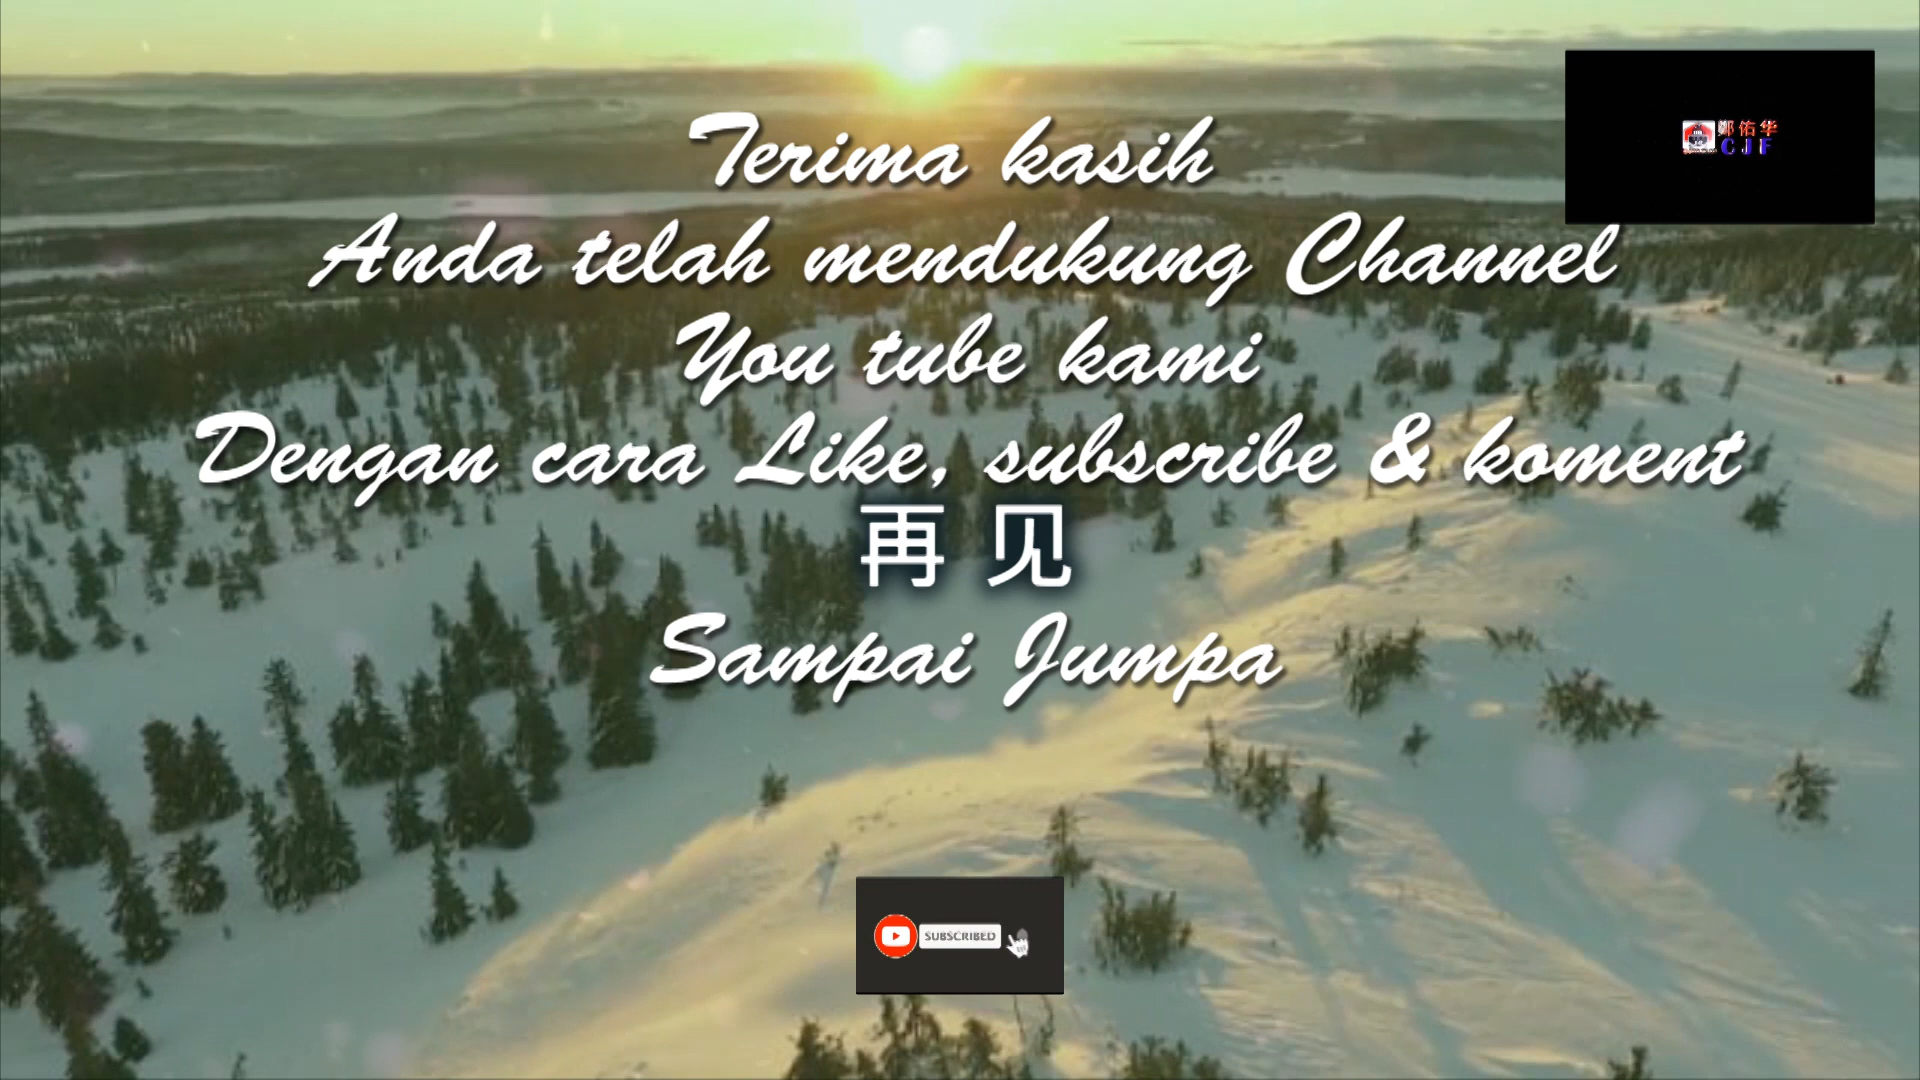 郑佑华
CJF
Terima kasih
Anda telah mendukung Channel
You tube kami
Dengan cara Like, subscribe & koment
再见
Sampai Jumpa
SUBSCRIBED